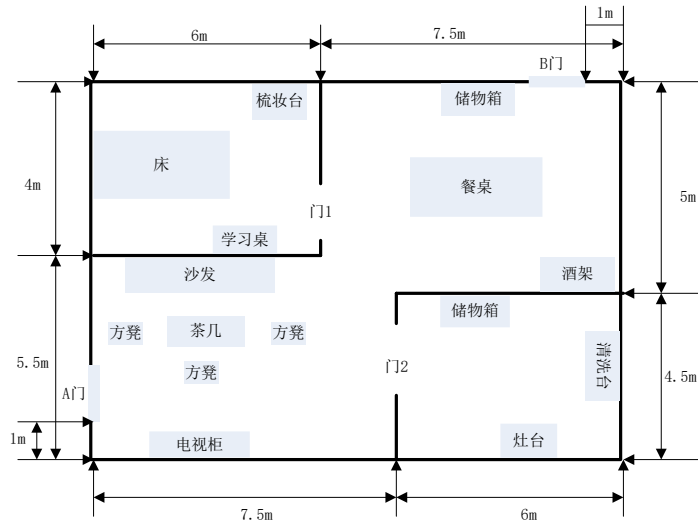 1m
6m
7.5m
B门
梳妆台
储物箱
床
餐桌
4m
5m
门1
学习桌
沙发
酒架
储物箱
方凳
茶几
方凳
清洗台
5.5m
方凳
门2
4.5m
A门
1m
电视柜
灶台
7.5m
6m